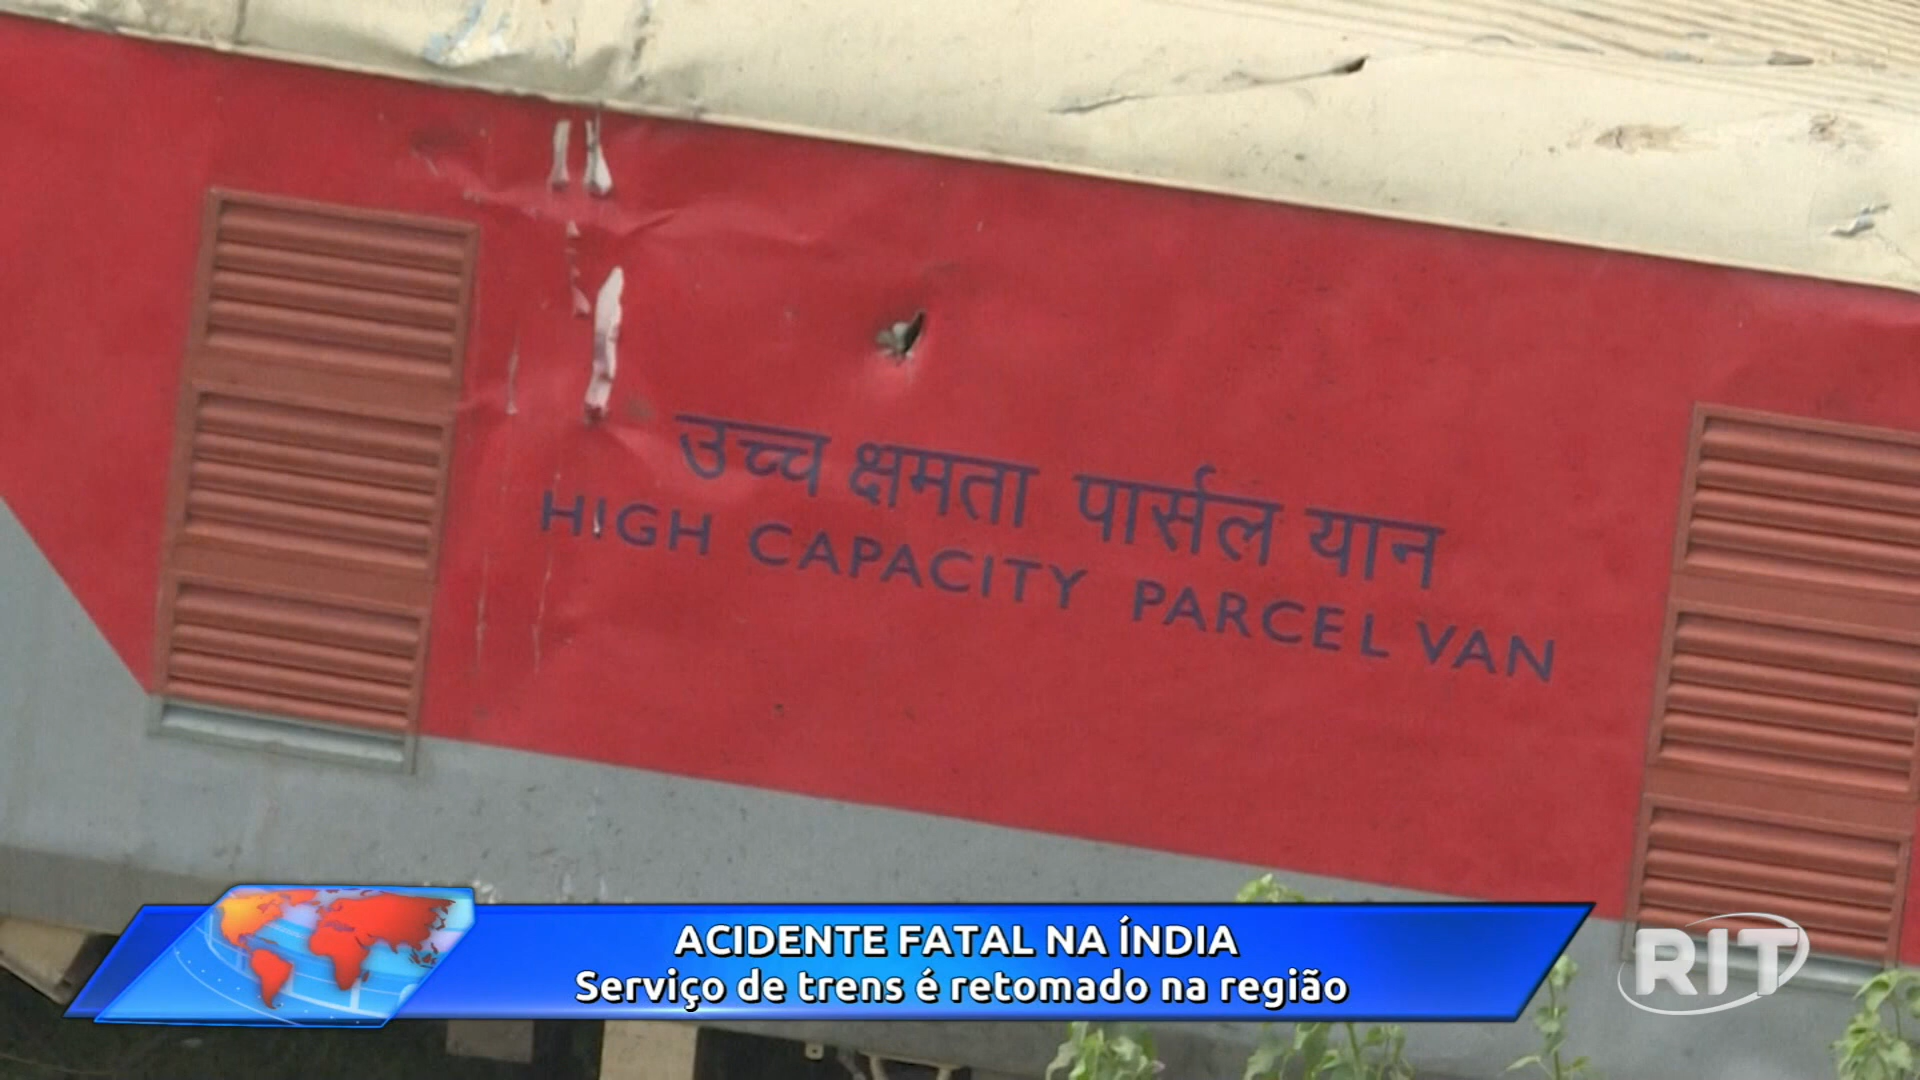 उच्च क्षमता पार्सल यान
HIGH CAPACITY PARCEL VAN
ACIDENTE FATAL NA ÍNDIA
Serviço de trens é retomado na região
RIT